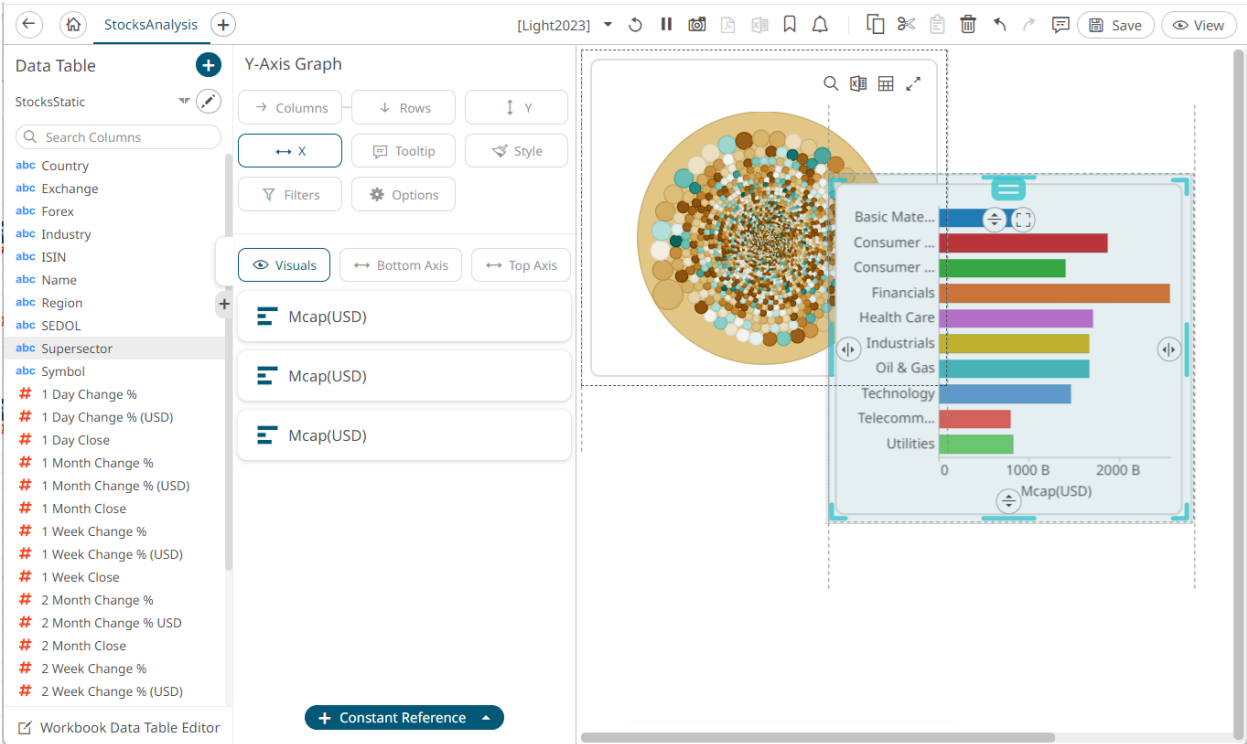 StocksAnalysis
[Light2023]
Save
View
Data Table
StocksStatic
Search Columns
abc Country
abc Exchange
abc Forex
abc Industry
abc ISIN
abc Name
abc Region
abc SEDOL
abc Supersector
abc Symbol
# 1 Day Change %
# 1 Day Change % (USD)
# 1 Day Close
# 1 Month Change %
# 1 Month Change % (USD)
# 1 Month Close
# 1 Week Change %
# 1 Week Change % (USD)
# 1 Week Close
# 2 Month Change %
# 2 Month Change % USD
# 2 Month Close
# 2 Week Change %
# 2 Week Change % (USD)
Workbook Data Table Editor
Y-Axis Graph
Columns
Rows
Y
X
Tooltip
Style
Filters
Options
Visuals
Bottom Axis
Top Axis
Mcap(USD)
Mcap(USD)
Mcap(USD)
Constant Reference
Basic Mate...
Consumer ...
Consumer ...
Financials
Health Care
Industrials
Oil & Gas
Technology
Telecomm...
Utilities
0 1000 B 2000 B
Mcap(USD)